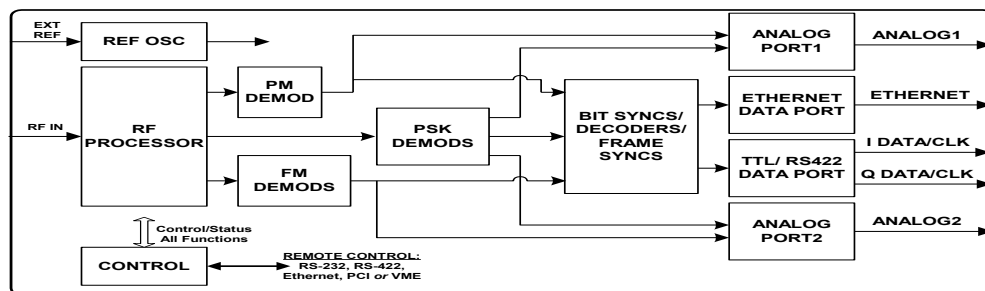 EXT
REF
REF OSC
ANALOG
PORT1
ANALOG1
PM
DEMOD
RF IN
RF
PROCESSOR
PSK
DEMODS
BIT SYNCS/
DECODERS/
FRAME
SYNCS
ETHERNET
DATA PORT
ETHERNET
FM
DEMODS
TTL/ RS422
DATA PORT
I DATA/CLK
Q DATA/CLK
ANALOG
PORT2
ANALOG2
Control/Status
All Functions
CONTROL
REMOTE CONTROL:
RS-232, RS-422,
Ethernet, PCI or VME